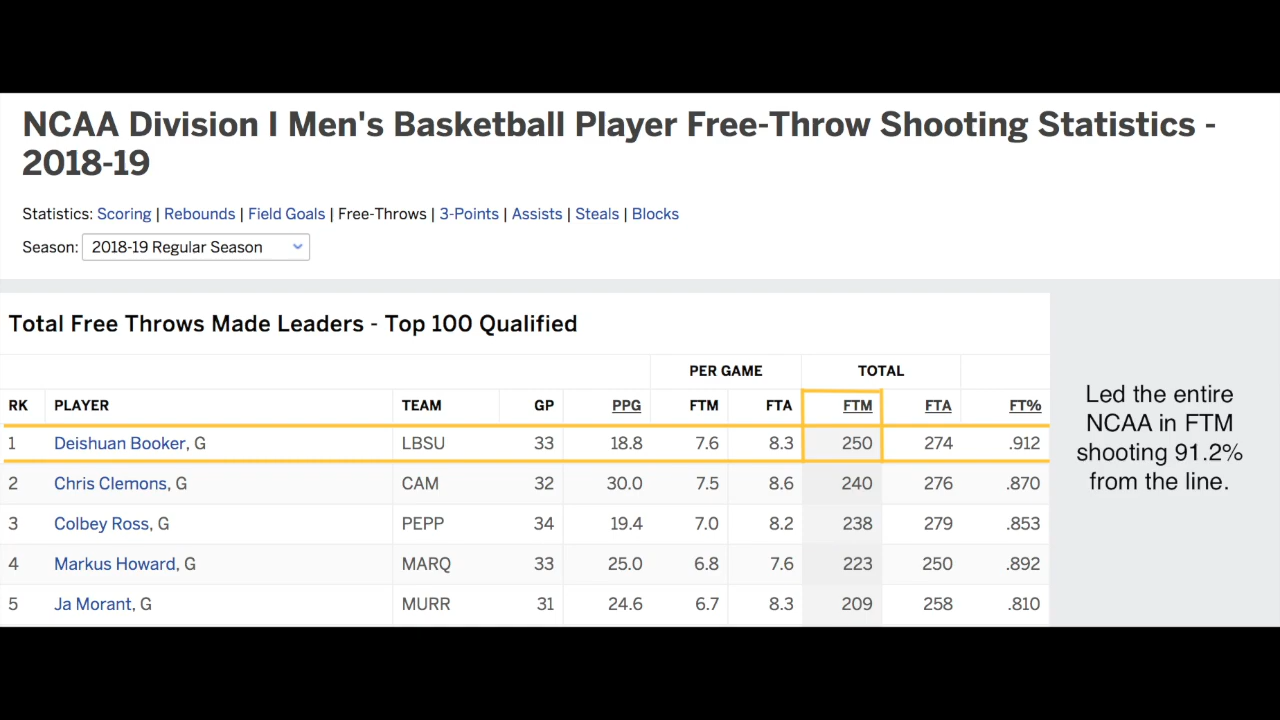 NCAA Division I Men's Basketball Player Free-Throw Shooting Statistics -
2018-19
Statistics: Scoring | Rebounds | Field Goals | Free-Throws | 3-Points | Assists | Steals | Blocks
Season: 2018-19 Regular Season
Total Free Throws Made Leaders - Top 100 Qualified
PER GAME TOTAL
RK PLAYER TEAM GP PPG FTM FTA FTM FTA FT%
1 Deishuan Booker, G LBSU 33 18.8 7.6 8.3 250 274 .912
2 Chris Clemons, G CAM 32 30.0 7.5 8.6 240 276 .870
3 Colbey Ross, G PEPP 34 19.4 7.0 8.2 238 279 .853
4 Markus Howard, G MARQ 33 25.0 6.8 7.6 223 250 .892
5 Ja Morant, G MURR 31 24.6 6.7 8.3 209 258 .810
Led the entire
NCAA in FTM
shooting 91.2%
from the line.